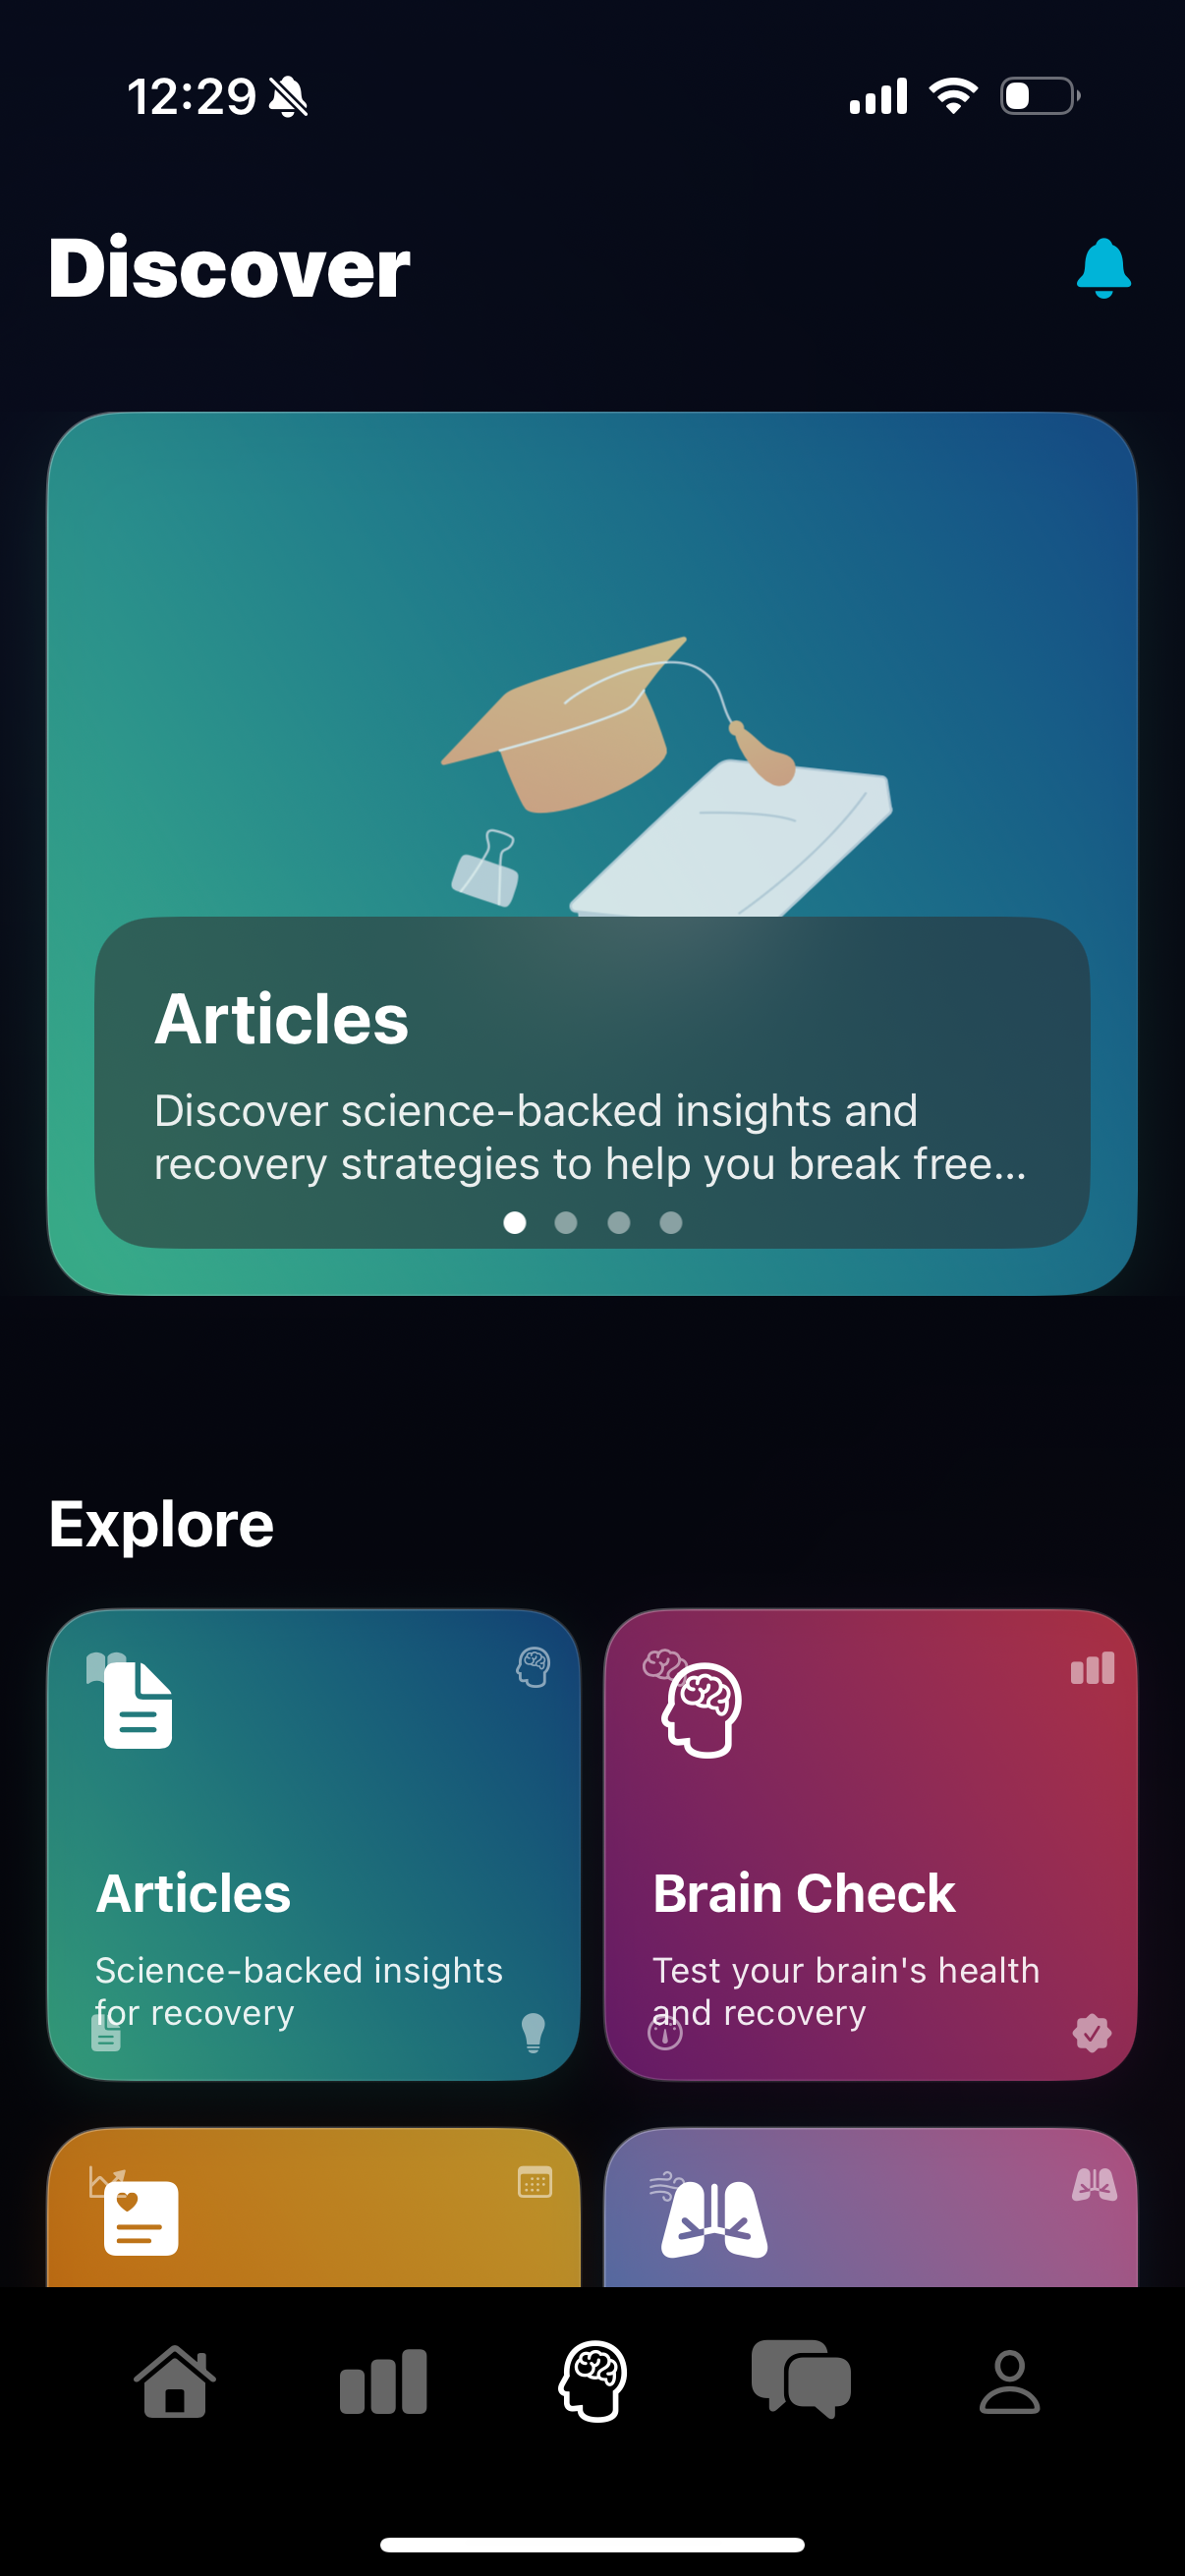 12:29
Discover
Articles
Discover science-backed insights and
recovery strategies to help you break free...
Explore
Articles
Science-backed insights
for recovery
Brain Check
Test your brain's health
and recovery